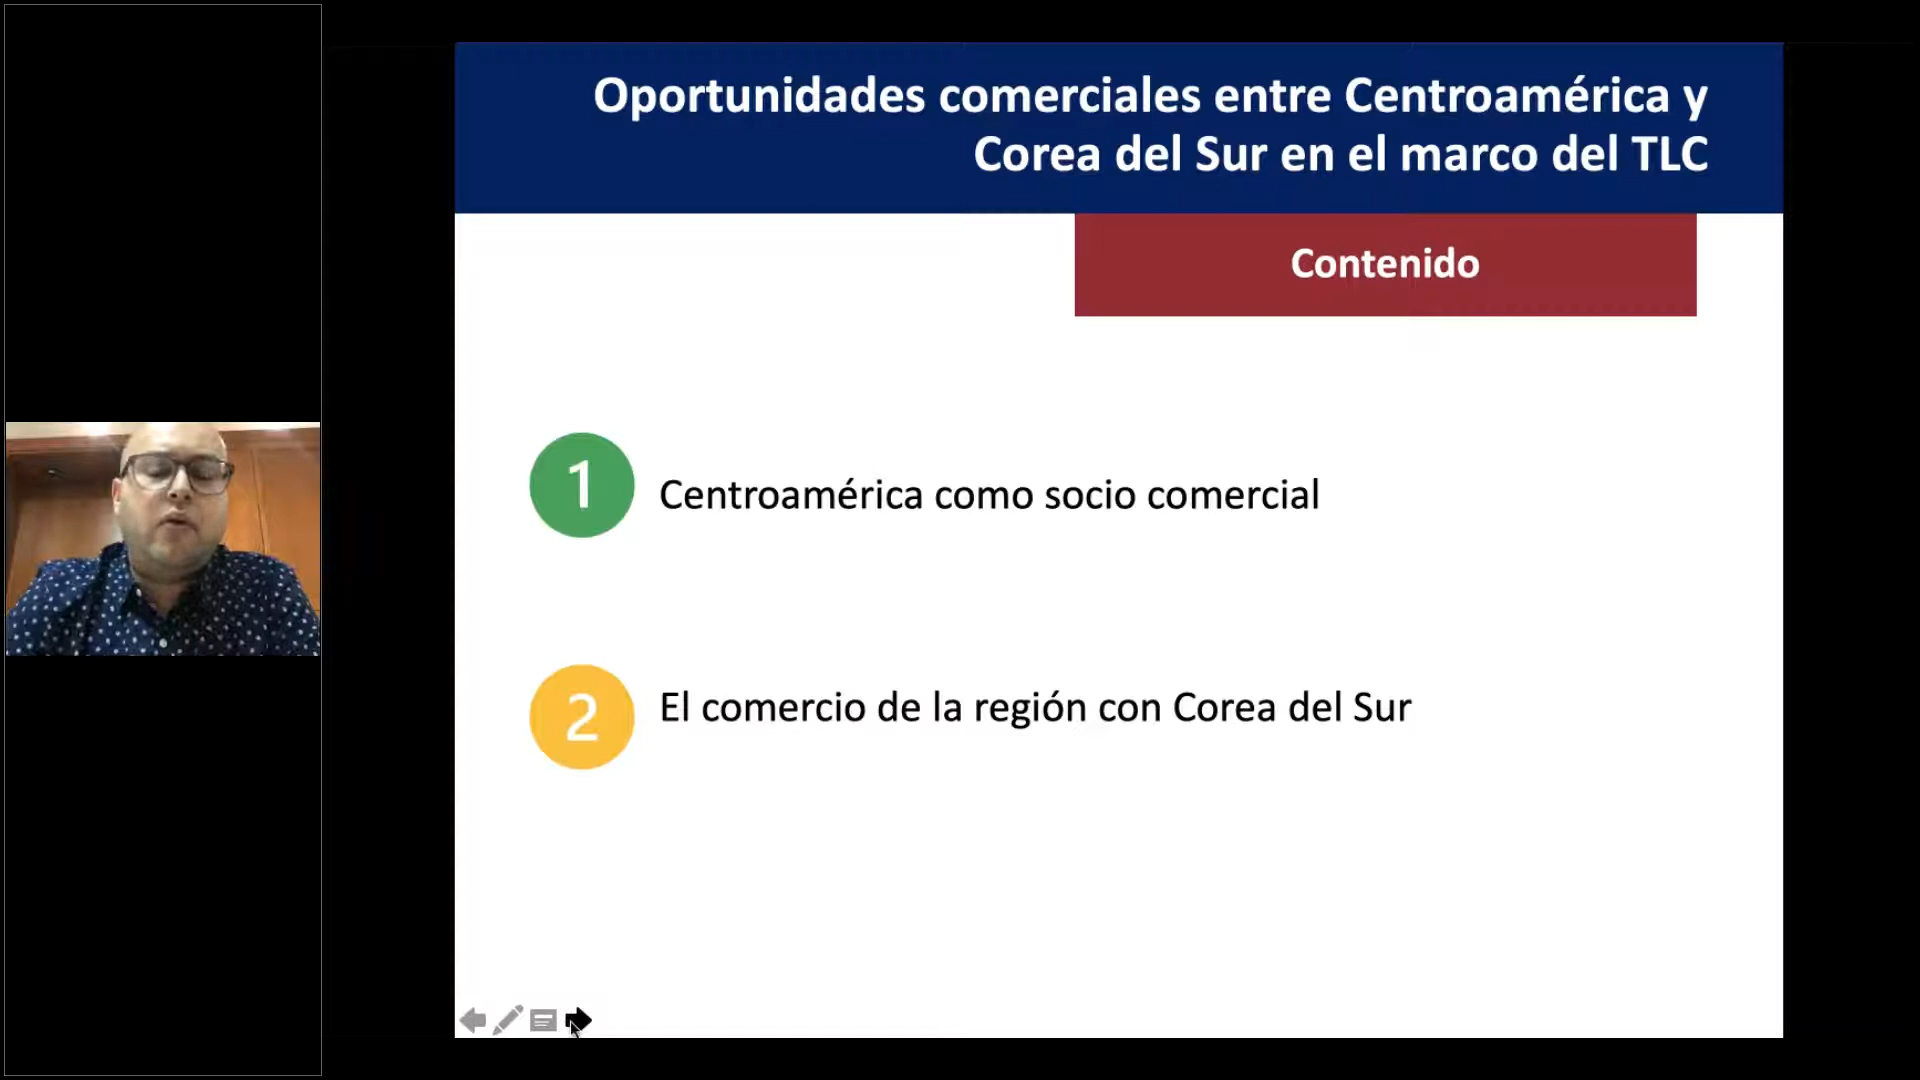 Oportunidades comerciales entre Centroamérica y
Corea del Sur en el marco del TLC
Contenido
1
Centroamérica como socio comercial
2
El comercio de la región con Corea del Sur